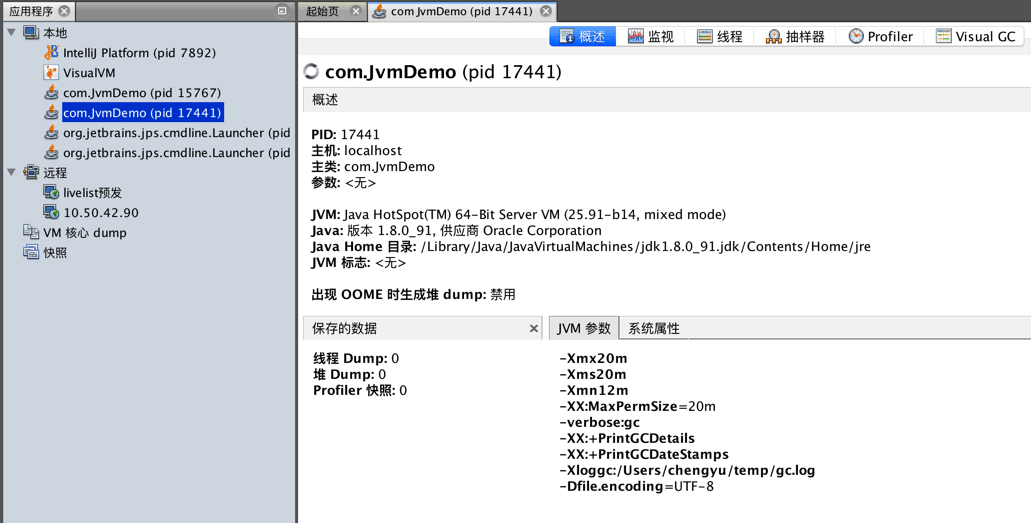 应用程序
起始页
com.JvmDemo (pid 17441)
本地
IntelliJ Platform (pid 7892)
VisualVM
com.JvmDemo (pid 15767)
com.JvmDemo (pid 17441)
org.jetbrains.jps.cmdline.Launcher (pid
org.jetbrains.jps.cmdline.Launcher (pid
远程
livelist预发
10.50.42.90
VM 核心 dump
快照
概述 监视 线程 抽样器 Profiler Visual GC
com.JvmDemo (pid 17441)
概述
PID: 17441
主机: localhost
主类: com.JvmDemo
参数: <无>
JVM: Java HotSpot(TM) 64-Bit Server VM (25.91-b14, mixed mode)
Java: 版本 1.8.0_91, 供应商 Oracle Corporation
Java Home 目录: /Library/Java/JavaVirtualMachines/jdk1.8.0_91.jdk/Contents/Home/jre
JVM 标志: <无>
出现 OOME 时生成堆 dump: 禁用
保存的数据
线程 Dump: 0
堆 Dump: 0
Profiler 快照: 0
JVM 参数 系统属性
-Xmx20m
-Xms20m
-Xmn12m
-XX:MaxPermSize=20m
-verbose:gc
-XX:+PrintGCDetails
-XX:+PrintGCDateStamps
-Xloggc:/Users/chengyu/temp/gc.log
-Dfile.encoding=UTF-8